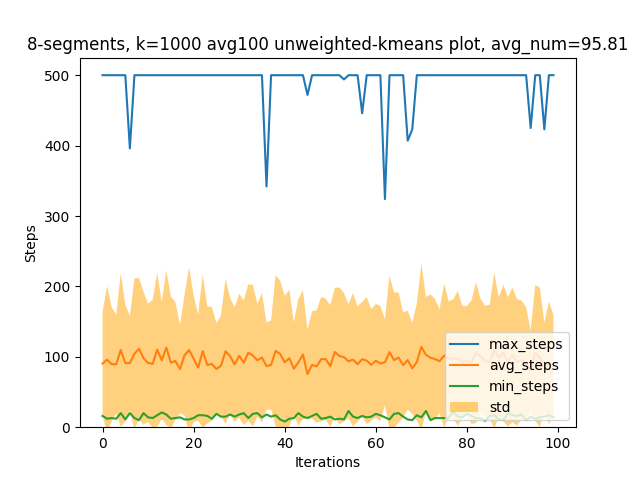 8-segments, k=1000 avg100 unweighted-kmeans plot, avg_num=95.81
500
400
300
200
100
0
Steps
max_steps
avg_steps
min_steps
std
0 20 40 60 80 100
Iterations